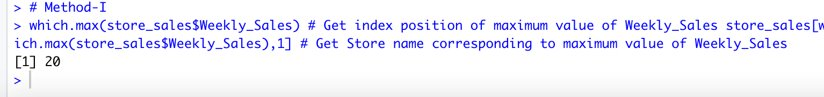 > # Method-I
> which.max(store_sales$Weekly_Sales) # Get index position of maximum value of Weekly_Sales store_sales[w
ich.max(store_sales$Weekly_Sales),1] # Get Store name corresponding to maximum value of Weekly_Sales
[1] 20
>